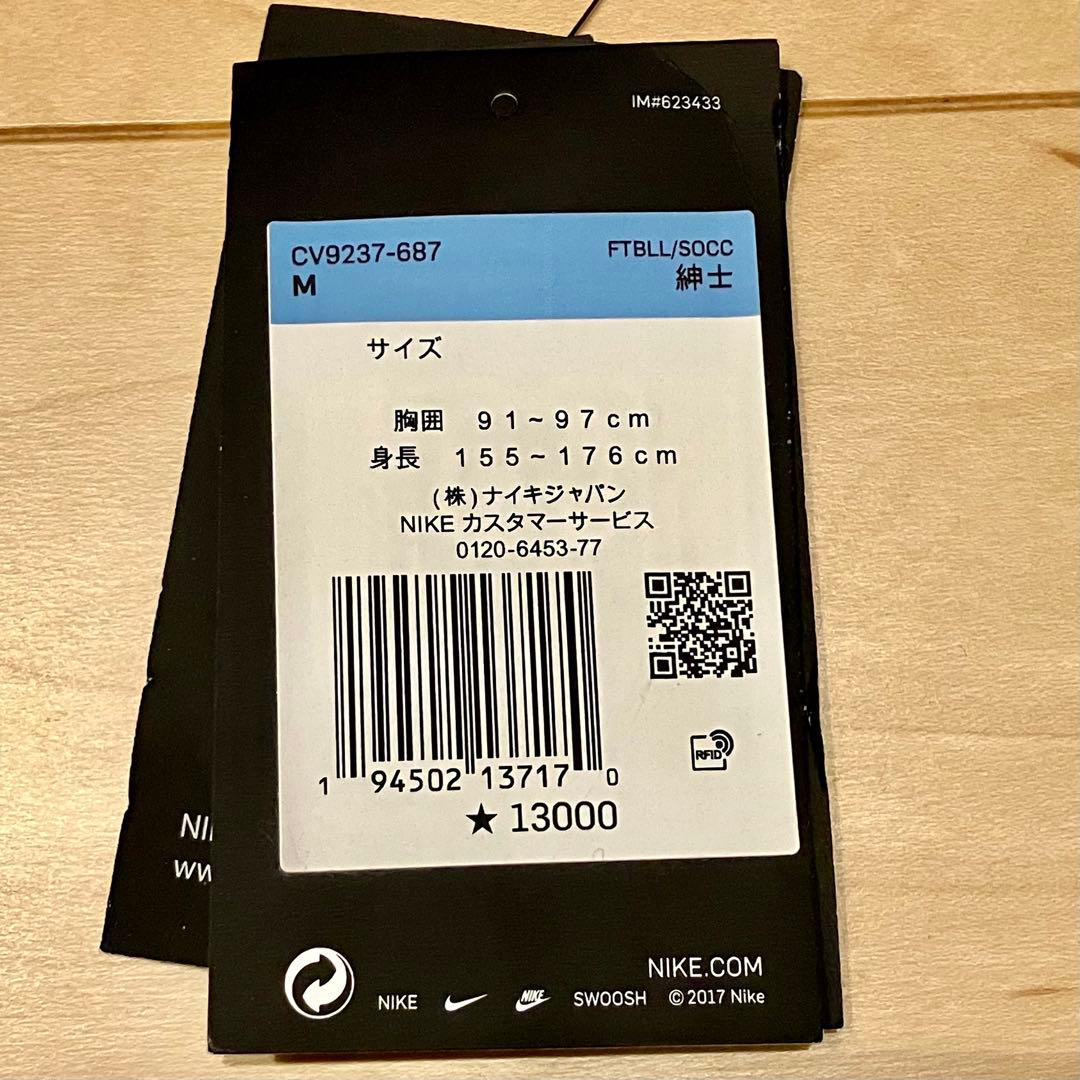 IM#623433
CV9237-687
FTBLL/SOCC
M
紳士
サイズ
胸囲 91~97cm
身長 155~176cm
(株)ナイキジャパン
NIKE カスタマーサービス
0120-6453-77
RFID
1 94502 13717 0
★ 13000
NIKE.COM
NIKE NIKE SWOOSH © 2017 Nike